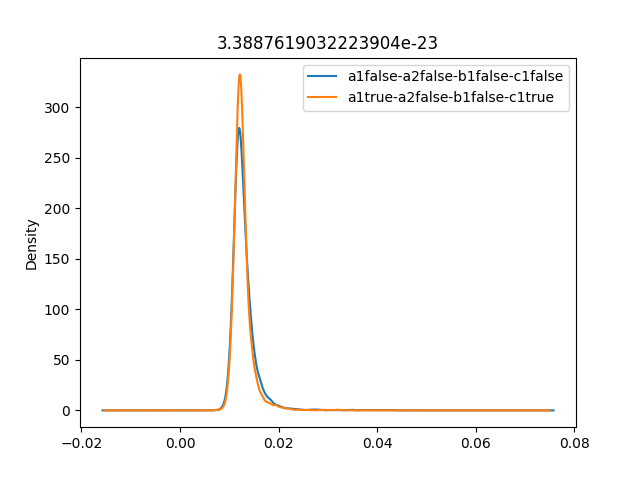 3.3887619032223904e-23
a1false-a2false-b1false-c1false
a1true-a2false-b1false-c1true
Density
300
250
200
150
100
50
0
−0.02 0.00 0.02 0.04 0.06 0.08